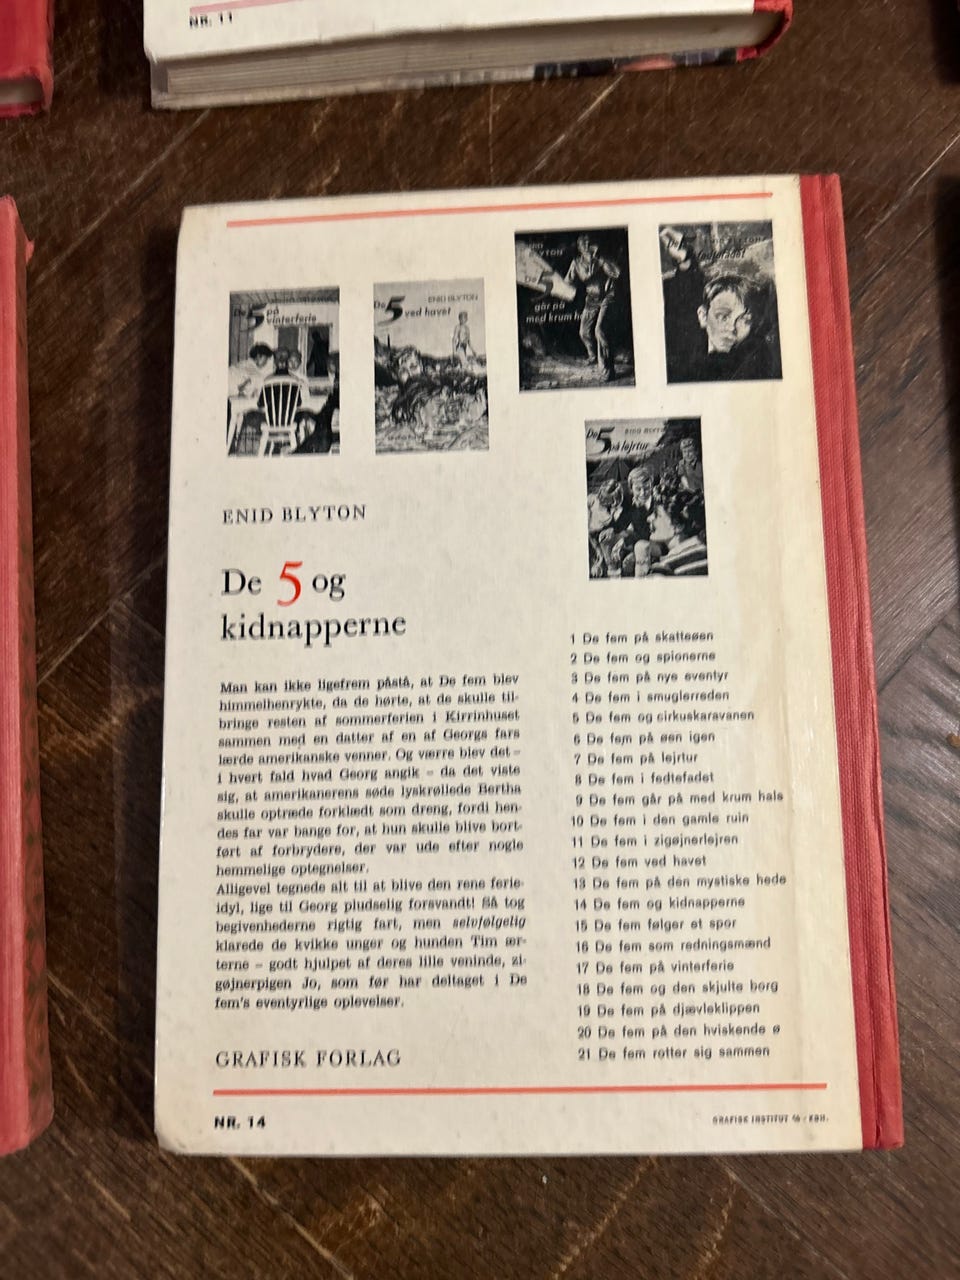 NR. 11
De 5 på
vinterferie
De 5 ved havet
ENID BLYTON
De 5
går på
med krum
De 5
ENID BLYTON
på lejrtur
ENID BLYTON
De 5 og
kidnapperne
Man kan ikke ligefrem påstå, at De fem blev
himmelhenrykte, da de hørte, at de skulle til-
bringe resten af sommerferien i Kirrinhuset
sammen med en datter af en af Georgs fars
lærde amerikanske venner. Og værre blev det –
i hvert fald hvad Georg angik – da det viste
sig, at amerikanerens søde lyskrøllede Bertha
skulle optræde forklædt som dreng, fordi hen-
des far var bange for, at hun skulle blive bort-
ført af forbrydere, der var ude efter nogle
hemmelige optegnelser.
Alligevel tegnede alt til at blive den rene ferie-
idyl, lige til Georg pludselig forsvandt! Så tog
begivenhederne rigtig fart, men selvfølgelig
klarede de kvikke unger og hunden Tim ær-
terne – godt hjulpet af deres lille veninde, zi-
gøjnerpigen Jo, som før har deltaget i De
fem's eventyrlige oplevelser.
GRAFISK FORLAG
NR. 14
1 De fem på skatteøen
2 De fem og spionerne
3 De fem på nye eventyr
4 De fem i smuglerreden
5 De fem og cirkuskaravanen
6 De fem på øen igen
7 De fem på lejrtur
8 De fem i fedtefadet
9 De fem går på med krum hals
10 De fem i den gamle ruin
11 De fem i zigøjnerlejren
12 De fem ved havet
13 De fem på den mystiske hede
14 De fem og kidnapperne
15 De fem følger et spor
16 De fem som redningsmænd
17 De fem på vinterferie
18 De fem og den skjulte borg
19 De fem på djævleklippen
20 De fem på den hviskende ø
21 De fem rotter sig sammen
GRAFISK INSTITUT % - KBH.